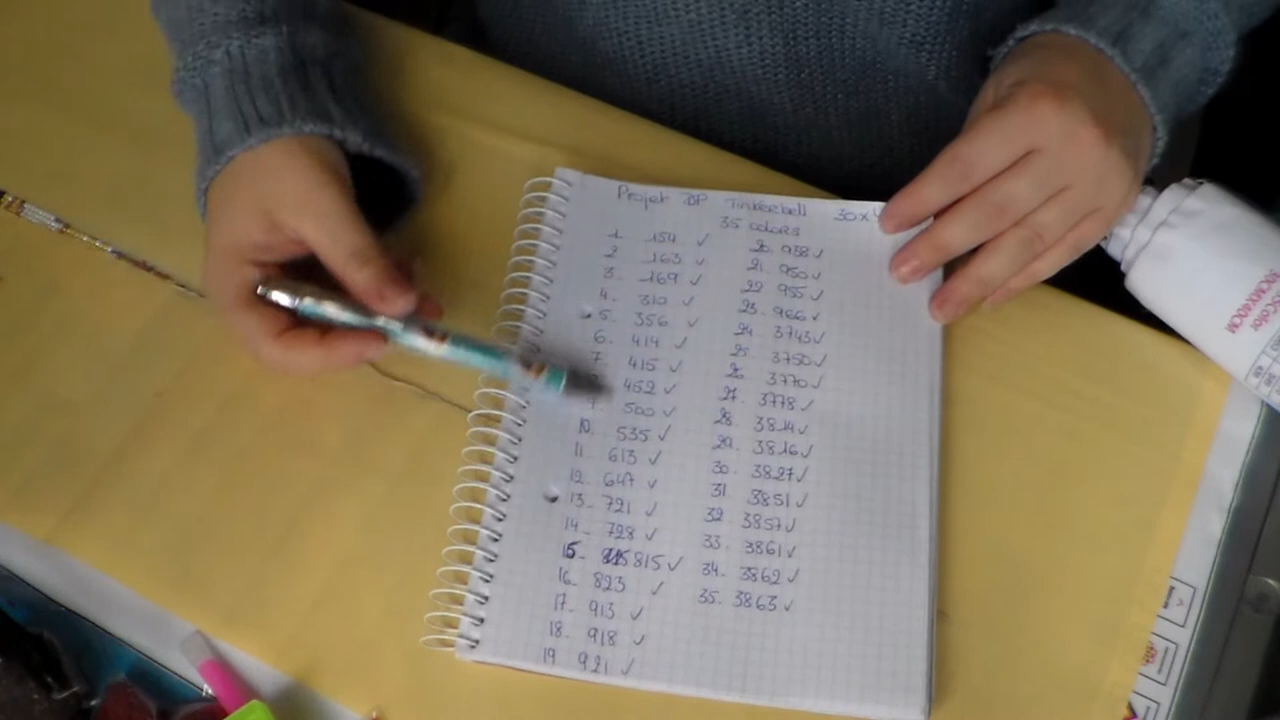 Projekt DP Tinkerbell 30x4
35 colors
1. 154 ✓
2 163 ✓
3. 169 ✓
4. 310 ✓
5. 356 ✓
6. 414 ✓
7. 415 ✓
452 ✓
9. 500 ✓
10. 535 ✓
11 613 ✓
12. 647 ✓
13- 721 ✓
14- 728 ✓
15- 815 ✓
16- 823 ✓
17- 913 ✓
18. 918 ✓
19 921 ✓
20. 938 ✓
21. 950 ✓
22 955 ✓
23. 966 ✓
24 3743 ✓
25 3750 ✓
26 3770 ✓
27. 3778 ✓
28. 3814 ✓
29. 3816 ✓
30. 3827 ✓
31 3851 ✓
32. 3857 ✓
33. 3861 ✓
34. 3862 ✓
35. 3863 ✓